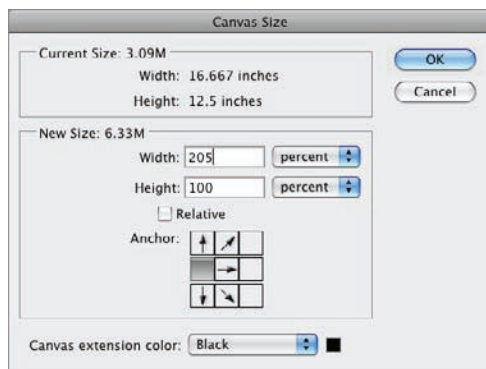 Canvas Size
Current Size: 3.09M
OK
Width: 16.667 inches
Cancel
Height: 12.5 inches
New Size: 6.33M
Width: 205 percent
Height: 100 percent
Relative
Anchor:
Canvas extension color: Black